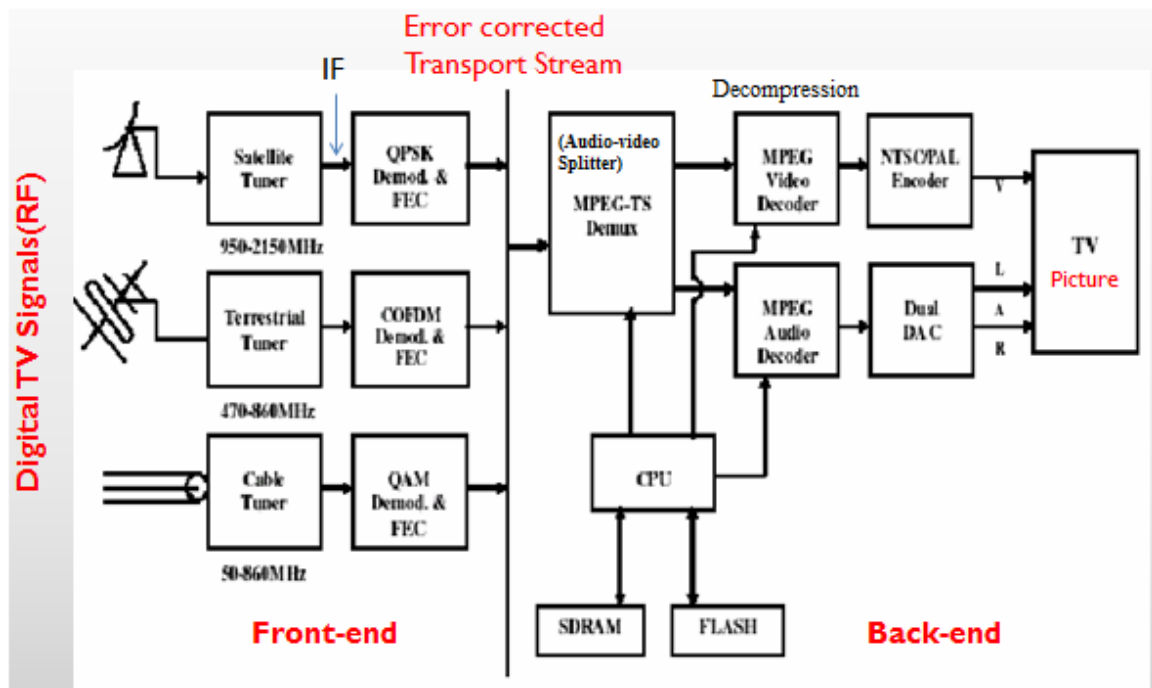 Error corrected
Transport Stream
IF
Digital TV Signals(RF)
Satellite
Tuner
950-2150MHz
QPSK
Demod. &
FEC
Terrestrial
Tuner
470-860MHz
COFDM
Demod. &
FEC
Cable
Tuner
50-860MHz
QAM
Demod. &
FEC
Front-end
(Audio-video
Splitter)
MPEG-TS
Demux
Decompression
MPEG
Video
Decoder
NTSC/PAL
Encoder
V
MPEG
Audio
Decoder
Dual
DAC
L
A
R
TV
Picture
CPU
SDRAM
FLASH
Back-end